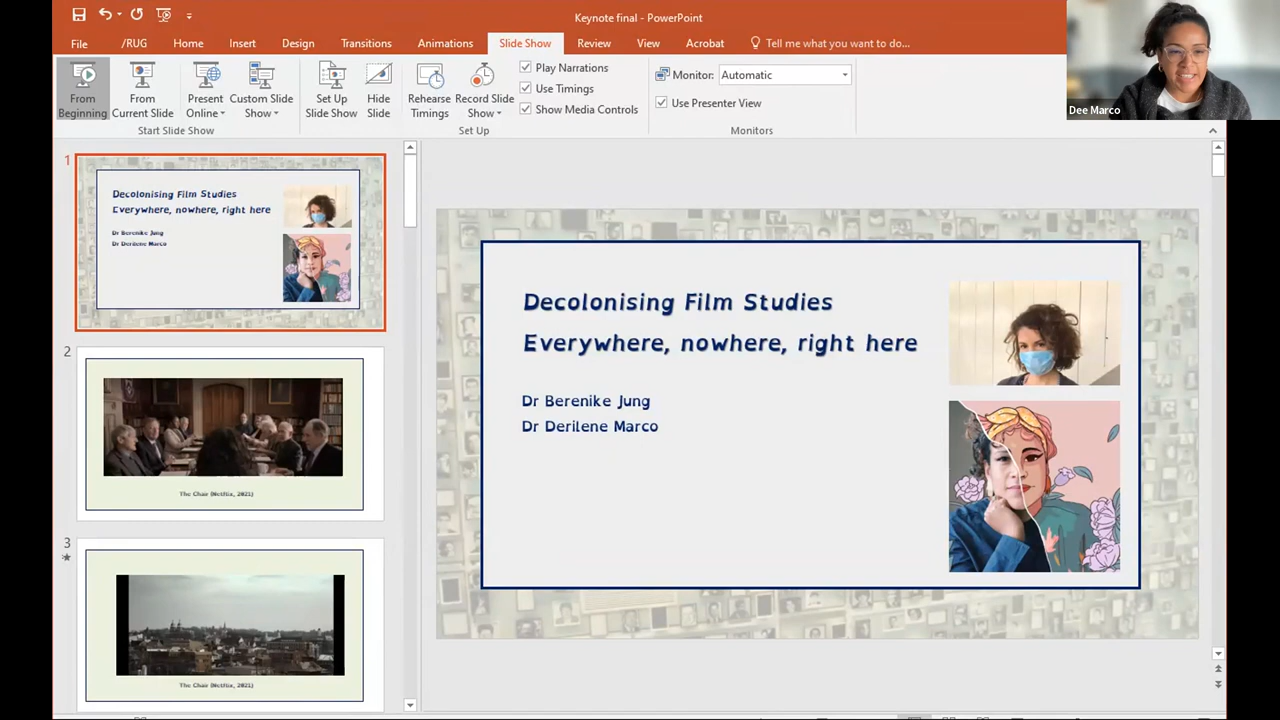 Keynote final - PowerPoint
File
/RUG
Home
Insert
Design
Transitions
Animations
Slide Show
Review
View
Acrobat
Tell me what you want to do...
From Beginning
From Current Slide
Present Online
Custom Slide Show
Set Up Slide Show
Hide Slide
Rehearse Timings
Record Slide Show
Play Narrations
Use Timings
Show Media Controls
Monitor: Automatic
Use Presenter View
Start Slide Show
Set Up
Monitors
Dee Marco
1
Decolonising Film Studies
Everywhere, nowhere, right here
Dr Berenike Jung
Dr Derilene Marco
2
The Chair (Netflix, 2021)
3
The Chair (Netflix, 2021)
Decolonising Film Studies
Everywhere, nowhere, right here
Dr Berenike Jung
Dr Derilene Marco